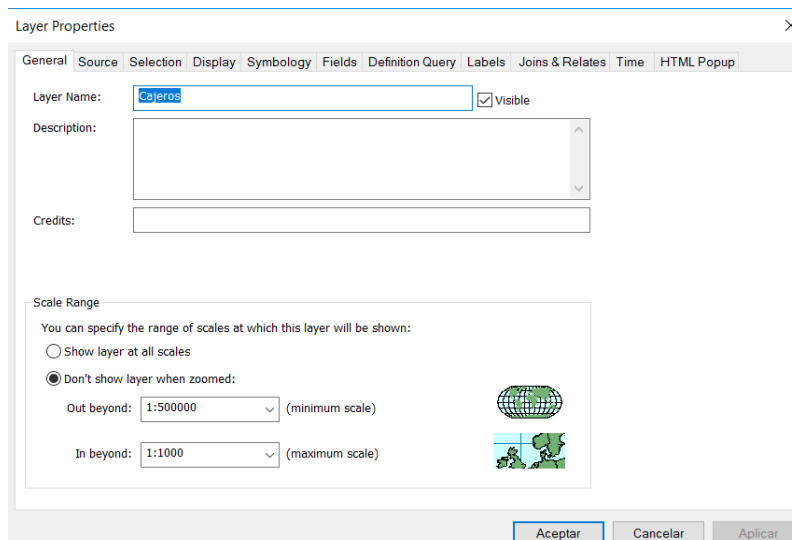 Layer Properties
General Source Selection Display Symbology Fields Definition Query Labels Joins & Relates Time HTML Popup
Layer Name: Cajeros Visible
Description:
Credits:
Scale Range
You can specify the range of scales at which this layer will be shown:
Show layer at all scales
Don't show layer when zoomed:
Out beyond: 1:500000 (minimum scale)
In beyond: 1:1000 (maximum scale)
Aceptar Cancelar Aplicar